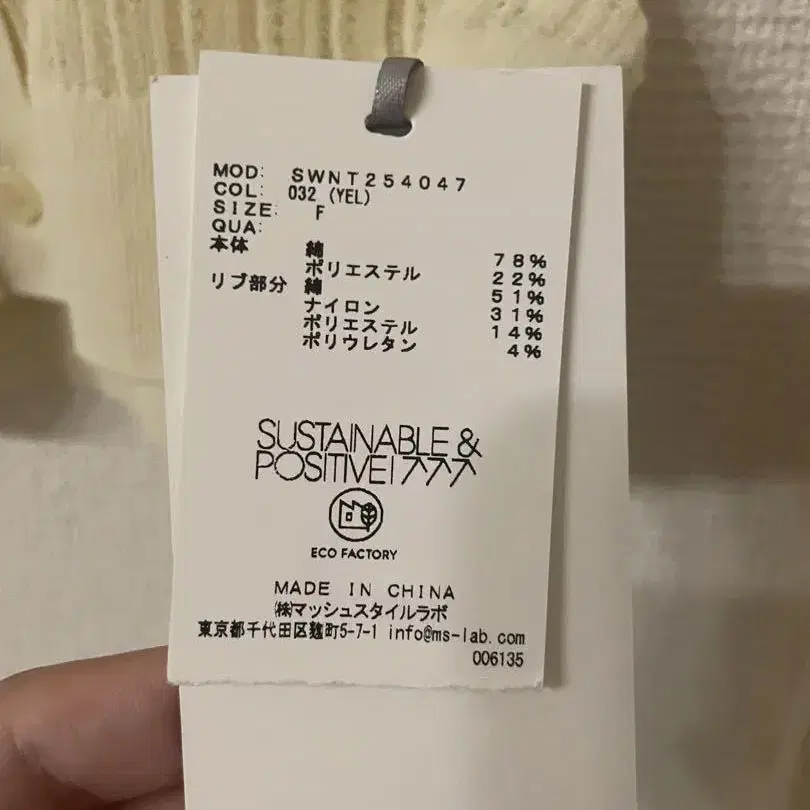 MOD: SWNT254047
COL: 032 (YEL)
SIZE: F
QUA:
本体 綿 78%
ポリエステル 22%
リブ部分 綿 51%
ナイロン 31%
ポリエステル 14%
ポリウレタン 4%
SUSTAINABLE &
POSITIVE!
ECO FACTORY
MADE IN CHINA
㈱マッシュスタイルラボ
東京都千代田区麹町5-7-1 info@ms-lab.com
006135